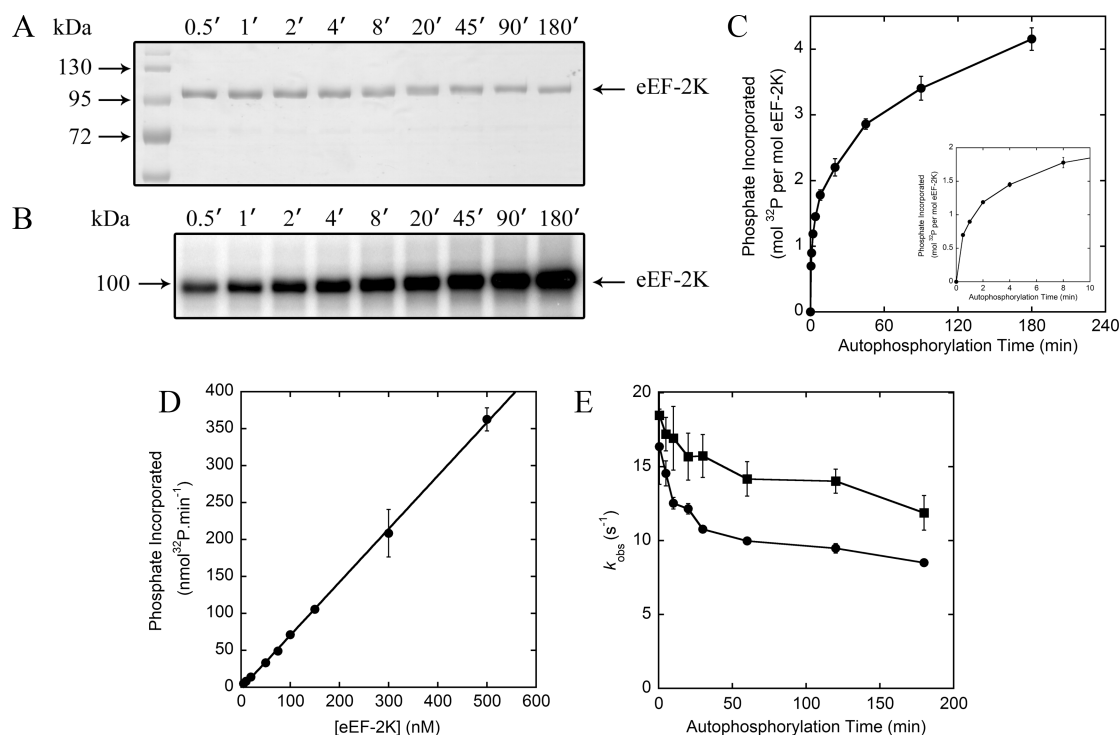 A
kDa
0.5′ 1′ 2′ 4′ 8′ 20′ 45′ 90′ 180′
130
95
72
eEF-2K
B
kDa
0.5′ 1′ 2′ 4′ 8′ 20′ 45′ 90′ 180′
100
eEF-2K
C
Phosphate Incorporated
(mol ³²P per mol eEF-2K)
4
3
2
1
0
0 60 120 180 240
Autophosphorylation Time (min)
Phosphate Incorporated
(mol ³²P per mol eEF-2K)
2
1.5
1
0.5
0
0 2 4 6 8 10
Autophosphorylation Time (min)
D
Phosphate Incorporated
(nmol³²P.min⁻¹)
400
350
300
250
200
150
100
50
0
0 100 200 300 400 500 600
[eEF-2K] (nM)
E
k_obs (s⁻¹)
20
15
10
5
0
0 50 100 150 200
Autophosphorylation Time (min)